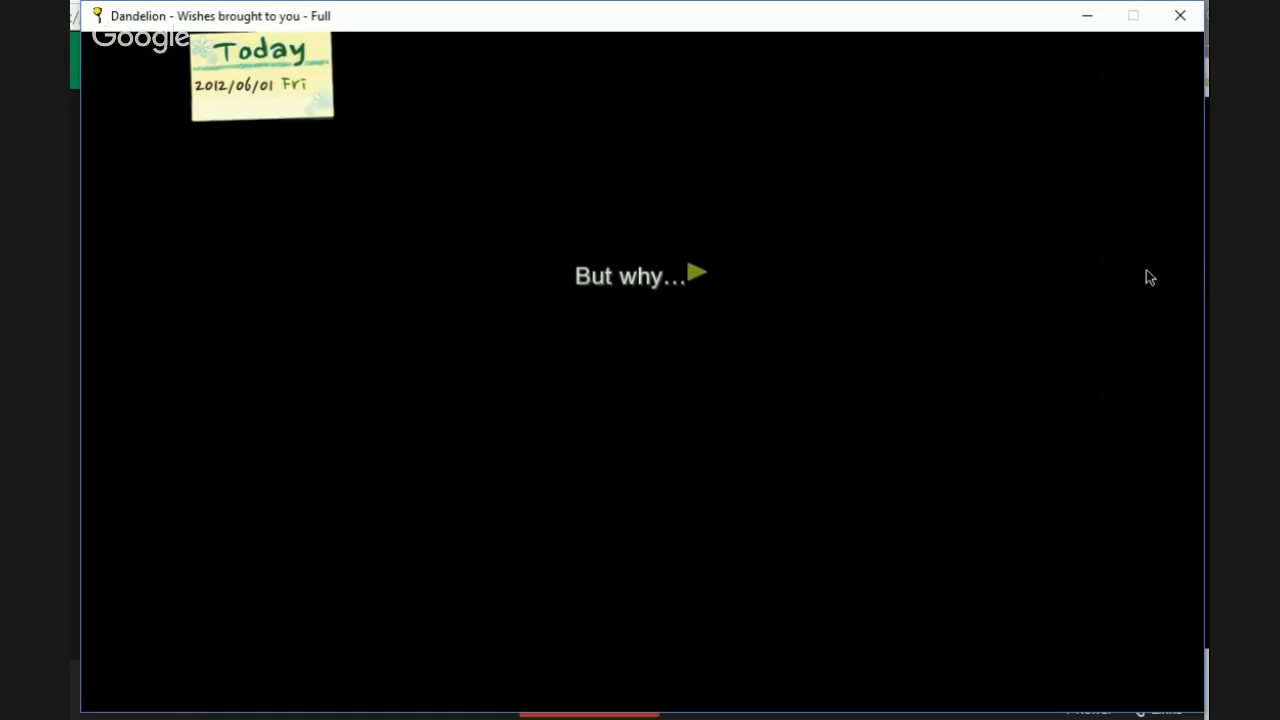 Dandelion - Wishes brought to you - Full
Google
Today
2012/06/01 Fri
But why...